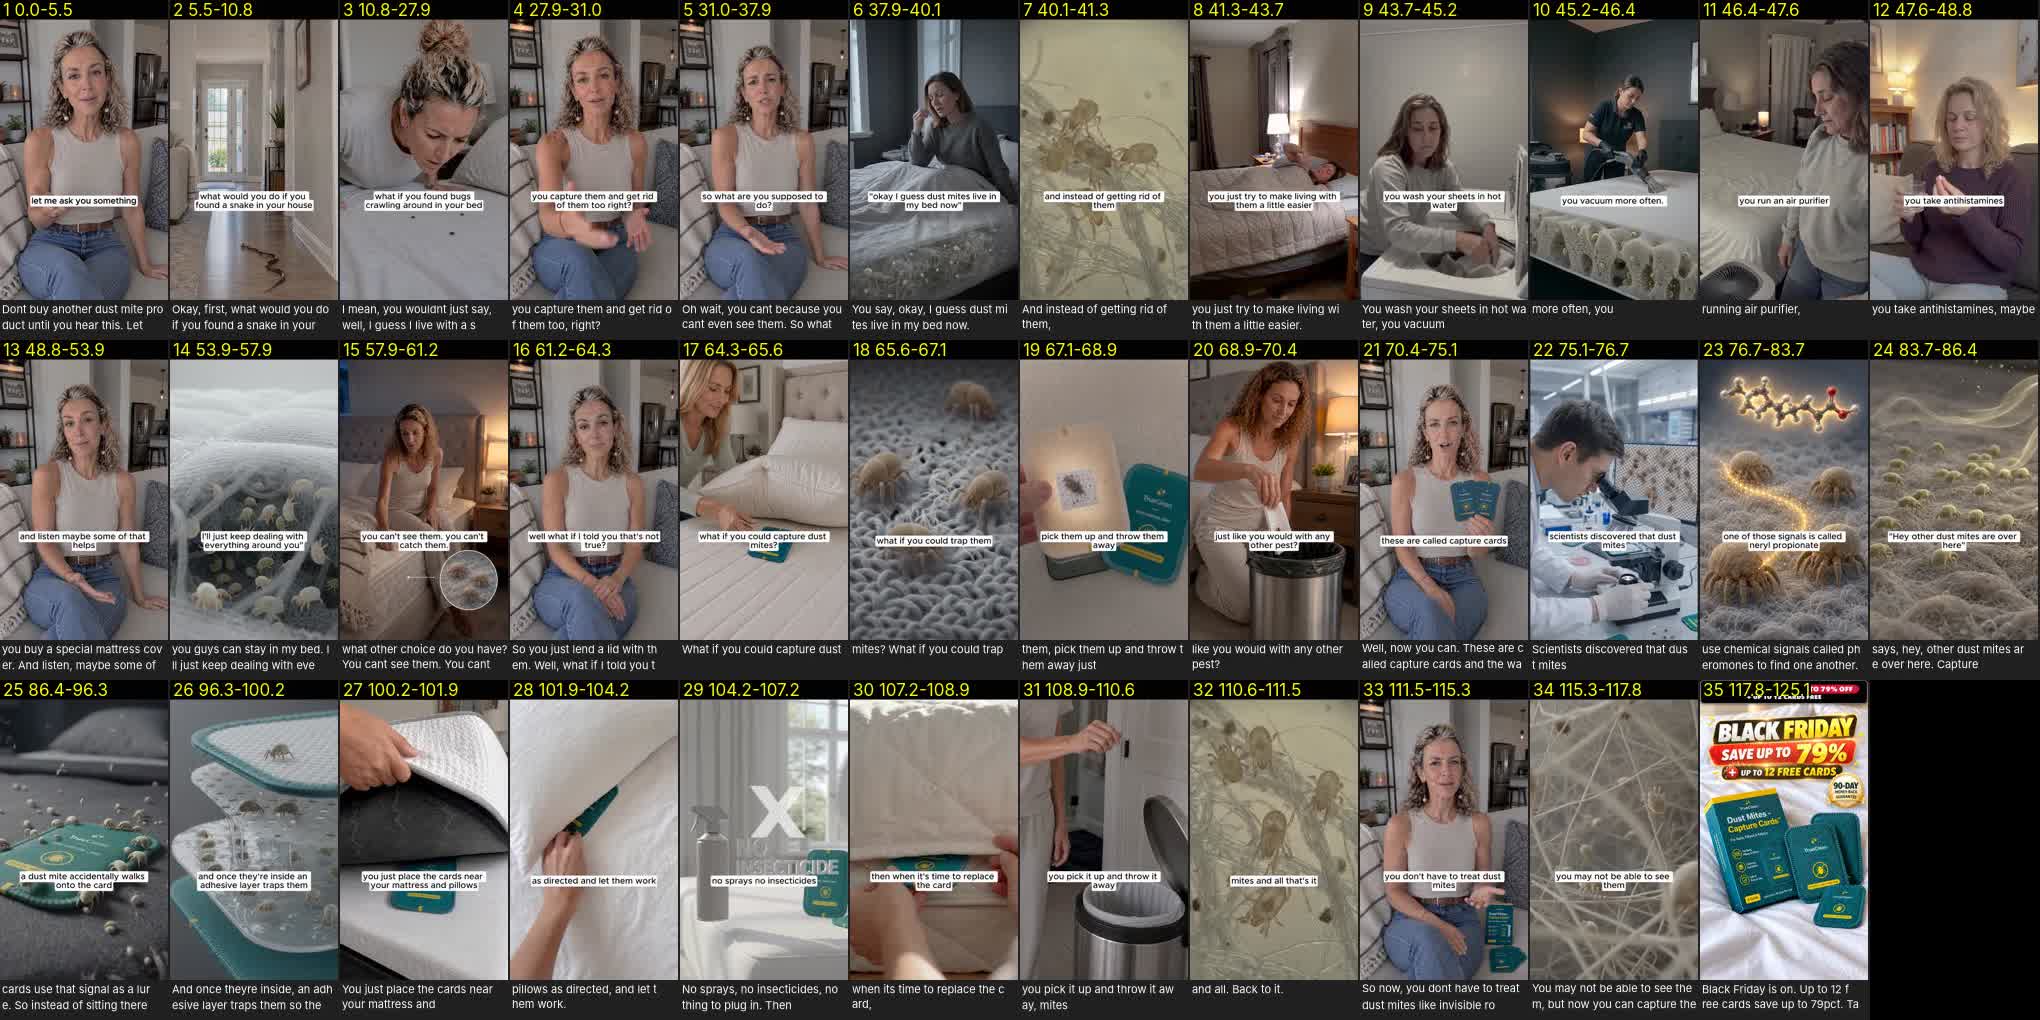 1 0.0-5.5
let me ask you something
Dont buy another dust mite pro
duct until you hear this. Let
2 5.5-10.8
what would you do if you
found a snake in your house
Okay, first, what would you do
if you found a snake in your
3 10.8-27.9
what if you found bugs
crawling around in your bed
I mean, you wouldnt just say,
well, I guess I live with a s
4 27.9-31.0
you capture them and get rid
of them too, right?
you capture them and get rid o
f them too, right?
5 31.0-37.9
so what are you supposed to
do?
Oh wait, you cant because you
cant even see them. So what
6 37.9-40.1
"okay I guess dust mites live in
my bed now"
You say, okay, I guess dust mi
tes live in my bed now.
7 40.1-41.3
and instead of getting rid of
them
And instead of getting rid of
them,
8 41.3-43.7
you just try to make living with
them a little easier
you just try to make living wi
th them a little easier.
9 43.7-45.2
you wash your sheets in hot
water
You wash your sheets in hot wa
ter, you vacuum
10 45.2-46.4
you vacuum more often.
more often, you
11 46.4-47.6
you run an air purifier
running air purifier,
12 47.6-48.8
you take antihistamines
you take antihistamines, maybe
13 48.8-53.9
and listen maybe some of that
helps
you buy a special mattress cov
er. And listen, maybe some of
14 53.9-57.9
I'll just keep dealing with
everything around you"
you guys can stay in my bed. I
ll just keep dealing with eve
15 57.9-61.2
you can't see them. you can't
catch them.
what other choice do you have?
You cant see them. You cant
16 61.2-64.3
well what if I told you that's not
true?
So you just lend a lid with th
em. Well, what if I told you t
17 64.3-65.6
what if you could capture dust
mites?
What if you could capture dust
18 65.6-67.1
what if you could trap them
mites? What if you could trap
19 67.1-68.9
pick them up and throw them
away
them, pick them up and throw t
hem away just
20 68.9-70.4
just like you would with any
other pest?
like you would with any other
pest?
21 70.4-75.1
these are called capture cards
Well, now you can. These are c
alled capture cards and the wa
22 75.1-76.7
scientists discovered that dust
mites
Scientists discovered that dus
t mites
23 76.7-83.7
one of those signals is called
neryl propionate
use chemical signals called ph
eromones to find one another.
24 83.7-86.4
"Hey other dust mites are over
here"
says, hey, other dust mites ar
e over here. Capture
25 86.4-96.3
a dust mite accidentally walks
onto the card
cards use that signal as a lur
e. So instead of sitting there
26 96.3-100.2
and once they're inside an
adhesive layer traps them
And once theyre inside, an adh
esive layer traps them so the
27 100.2-101.9
you just place the cards near
your mattress and pillows
You just place the cards near
your mattress and
28 101.9-104.2
as directed and let them work
pillows as directed, and let t
hem work.
29 104.2-107.2
X
NO
INSECTICIDE
no sprays no insecticides
No sprays, no insecticides, no
thing to plug in. Then
30 107.2-108.9
then when it's time to replace
the card
when its time to replace the c
ard,
31 108.9-110.6
you pick it up and throw it
away
you pick it up and throw it aw
ay, mites
32 110.6-111.5
mites and all that's it
and all. Back to it.
33 111.5-115.3
you don't have to treat dust
mites
So now, you dont have to treat
dust mites like invisible ro
34 115.3-117.8
you may not be able to see
them
You may not be able to see the
m, but now you can capture the
35 117.8-125.1
TO 79% OFF
BLACK FRIDAY
SAVE UP TO 79%
+ UP TO 12 FREE CARDS
90-DAY
MONEY BACK
GUARANTEE
TrueClean
Dust Mites -
Capture Cards
Black Friday is on. Up to 12 f
ree cards save up to 79pct. Ta